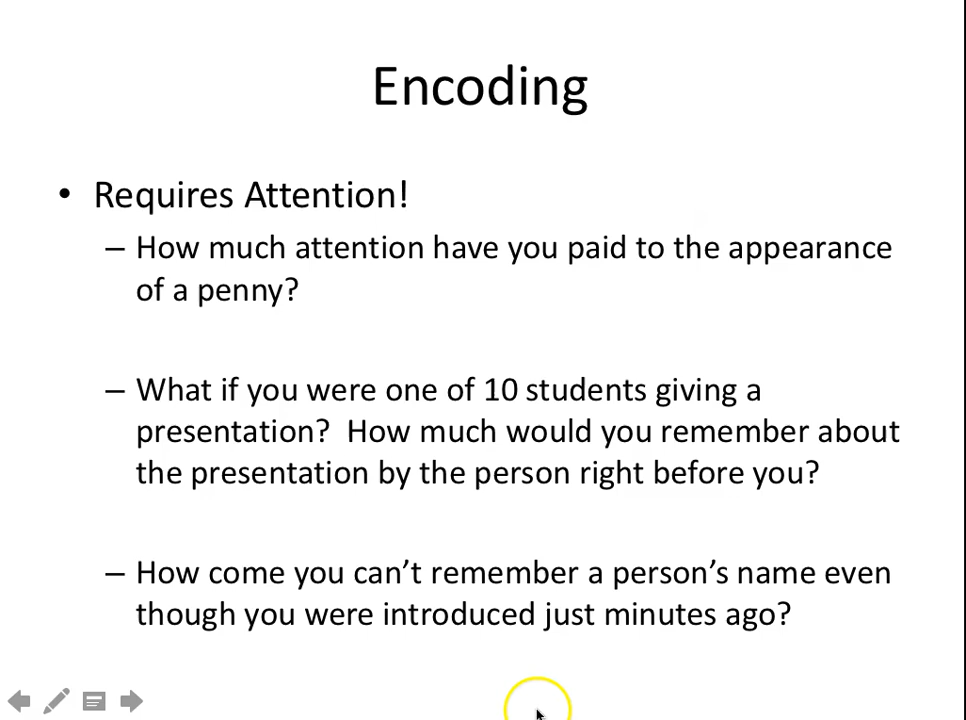 Encoding
• Requires Attention!
– How much attention have you paid to the appearance
of a penny?
– What if you were one of 10 students giving a
presentation?  How much would you remember about
the presentation by the person right before you?
– How come you can’t remember a person’s name even
though you were introduced just minutes ago?